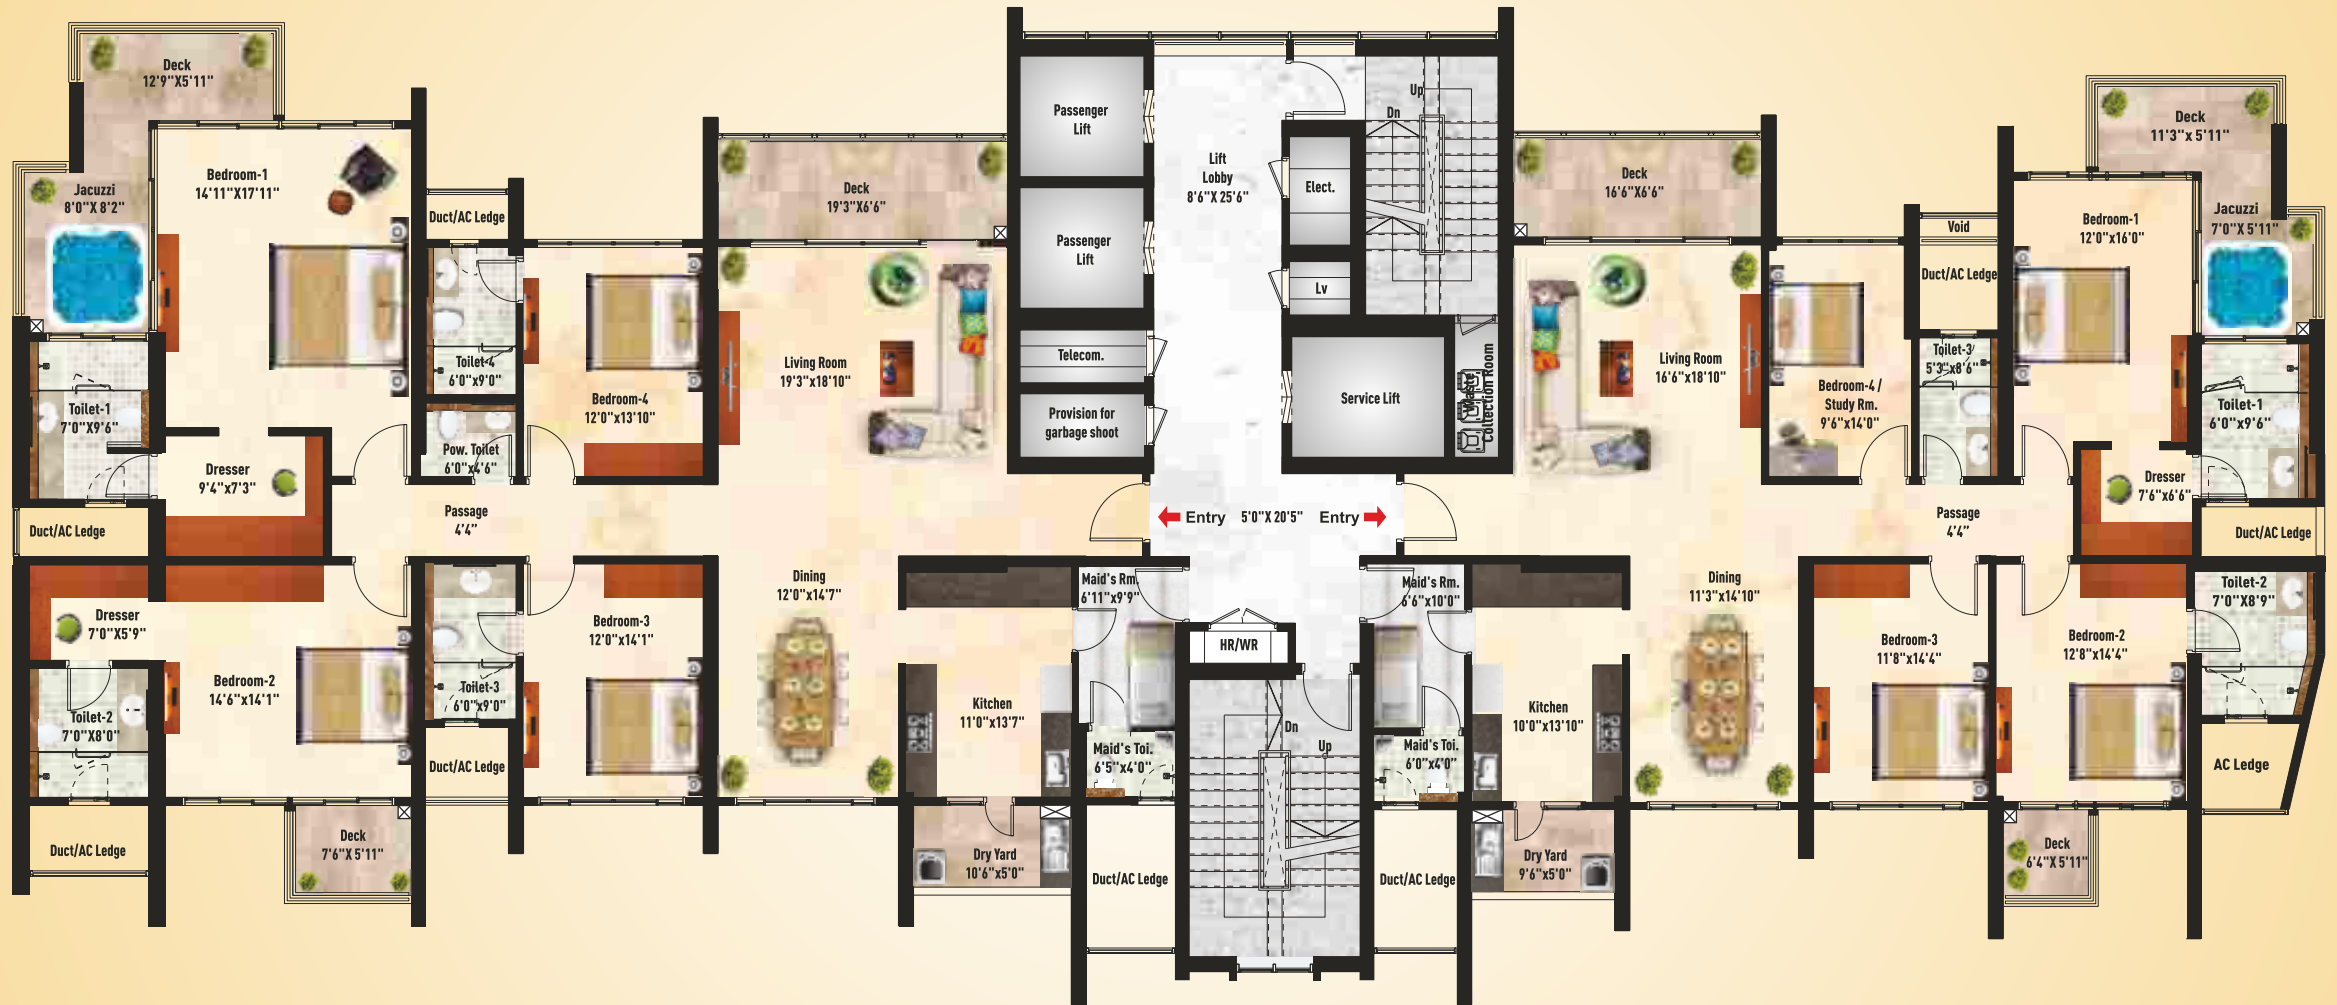 Deck
12'9"X5'11"
Jacuzzi
8'0"X 8'2"
Bedroom-1
14'11"X17'11"
Duct/AC Ledge
Toilet-4
6'0"x9'0"
Bedroom-4
12'0"x13'10"
Toilet-1
7'0"X9'6"
Dresser
9'4"x7'3"
Pow. Toilet
6'0"x4'6"
Passage
4'4"
Duct/AC Ledge
Dresser
7'0"X5'9"
Bedroom-2
14'6"x14'1"
Toilet-2
7'0"X8'0"
Toilet-3
6'0"x9'0"
Bedroom-3
12'0"x14'1"
Duct/AC Ledge
Duct/AC Ledge
Deck
7'6"X 5'11"
Deck
19'3"X6'6"
Living Room
19'3"x18'10"
Dining
12'0"x14'7"
Kitchen
11'0"x13'7"
Maid's Rm.
6'11"x9'9"
Maid's Toi.
6'5"x4'0"
Dry Yard
10'6"x5'0"
Duct/AC Ledge
Passenger
Lift
Passenger
Lift
Telecom.
Provision for
garbage shoot
Lift
Lobby
8'6"X 25'6"
Elect.
Lv
Up
Dn
Service Lift
Waste
Collection Room
Entry
5'0"X 20'5"
Entry
HR/WR
Dn
Up
Deck
16'6"X6'6"
Living Room
16'6"x18'10"
Bedroom-4 /
Study Rm.
9'6"x14'0"
Void
Duct/AC Ledge
Toilet-3
5'3"x8'6"
Deck
11'3"x 5'11"
Bedroom-1
12'0"x16'0"
Jacuzzi
7'0"X 5'11"
Toilet-1
6'0"x9'6"
Dresser
7'6"x6'6"
Passage
4'4"
Duct/AC Ledge
Maid's Rm.
6'6"x10'0"
Kitchen
10'0"x13'10"
Maid's Toi.
6'0"x4'0"
Dry Yard
9'6"x5'0"
Duct/AC Ledge
Dining
11'3"x14'10"
Bedroom-3
11'8"x14'4"
Bedroom-2
12'8"x14'4"
Toilet-2
7'0"X8'9"
AC Ledge
Deck
6'4"X 5'11"